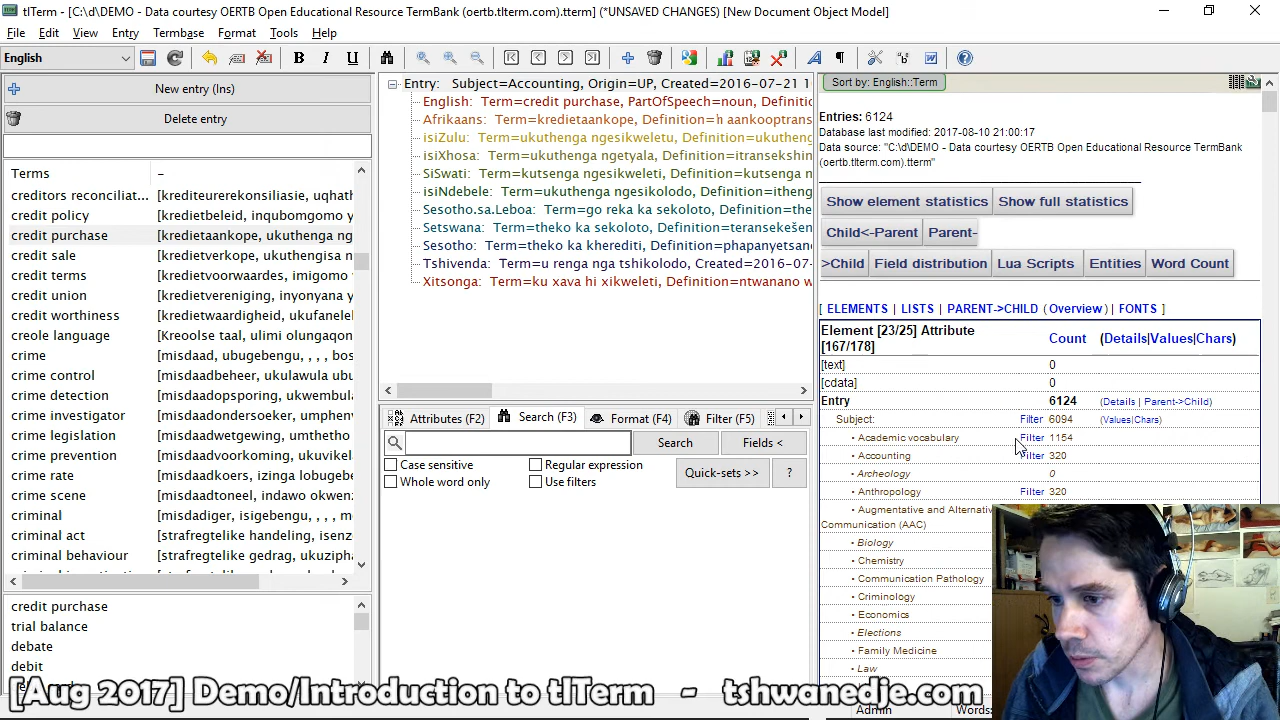 tlTerm - [C:\d\DEMO - Data courtesy OERTB Open Educational Resource TermBank (oertb.tlterm.com).tterm] (*UNSAVED CHANGES) [New Document Object Model]
File Edit View Entry Termbase Format Tools Help
English
New entry (Ins)
Delete entry
Terms –
creditors reconciliat... [krediteurerekonsiliasie, uqhath
credit policy [kredietbeleid, inqubomgomo y
credit purchase [kredietaankope, ukuthenga ng
credit sale [kredietverkope, ukuthengisa n
credit terms [kredietvoorwaardes, imigomo
credit union [kredietvereniging, inyonyana y
credit worthiness [kredietwaardigheid, ukufanele
creole language [Kreoolse taal, ulimi olungajwa
crime [misdaad, ubugebengu, , , , bos
crime control [misdaadbeheer, ukulawula ub
crime detection [misdaadopsporing, ukwembul
crime investigator [misdaadondersoeker, umphen
crime legislation [misdaadwetgewing, umthetho
crime prevention [misdaadvoorkoming, ukuvikel
crime rate [misdaadkoers, izinga lobugebe
crime scene [misdaadtoneel, indawo okwenz
criminal [misdadiger, isigebengu, , , , m
criminal act [strafregtelike handeling, isenz
criminal behaviour [strafregtelike gedrag, ukuziph
credit purchase
trial balance
debate
debit
Entry: Subject=Accounting, Origin=UP, Created=2016-07-21 1
English: Term=credit purchase, PartOfSpeech=noun, Definitio
Afrikaans: Term=kredietaankope, Definition='n aankooptrans
isiZulu: Term=ukuthenga ngesikweletu, Definition=ukutheng
isiXhosa: Term=ukuthenga ngetyala, Definition=itransekshin
SiSwati: Term=kutsenga ngesikweleti, Definition=kutsenga n
isiNdebele: Term=ukuthenga ngesikolodo, Definition=itheng
Sesotho.sa.Leboa: Term=go reka ka sekoloto, Definition=the
Setswana: Term=theko ka sekoloto, Definition=teransekešen
Sesotho: Term=theko ka kherediti, Definition=phapanyetsan
Tshivenda: Term=u renga nga tshikolodo, Created=2016-07-
Xitsonga: Term=ku xava hi xikweleti, Definition=ntwanano w
Attributes (F2) Search (F3) Format (F4) Filter (F5)
Search Fields <
Case sensitive Regular expression
Whole word only Use filters
Quick-sets >> ?
Sort by: English::Term
Entries: 6124
Database last modified: 2017-08-10 21:00:17
Data source: "C:\d\DEMO - Data courtesy OERTB Open Educational Resource TermBank
(oertb.tlterm.com).tterm"
Show element statistics Show full statistics
Child<-Parent Parent-
>Child Field distribution Lua Scripts Entities Word Count
[ ELEMENTS | LISTS | PARENT->CHILD (Overview) | FONTS ]
Element [23/25] Attribute
[167/178] Count (Details|Values|Chars)
[text] 0
[cdata] 0
Entry 6124 (Details | Parent->Child)
Subject: Filter 6094 (Values|Chars)
• Academic vocabulary Filter 1154
• Accounting Filter 320
• Archeology 0
• Anthropology Filter 320
• Augmentative and Alternativ
Communication (AAC)
• Biology
• Chemistry
• Communication Pathology
• Criminology
• Economics
• Elections
• Family Medicine
• Law
Admin Words:
[Aug 2017] Demo/Introduction to tlTerm - tshwanedje.com